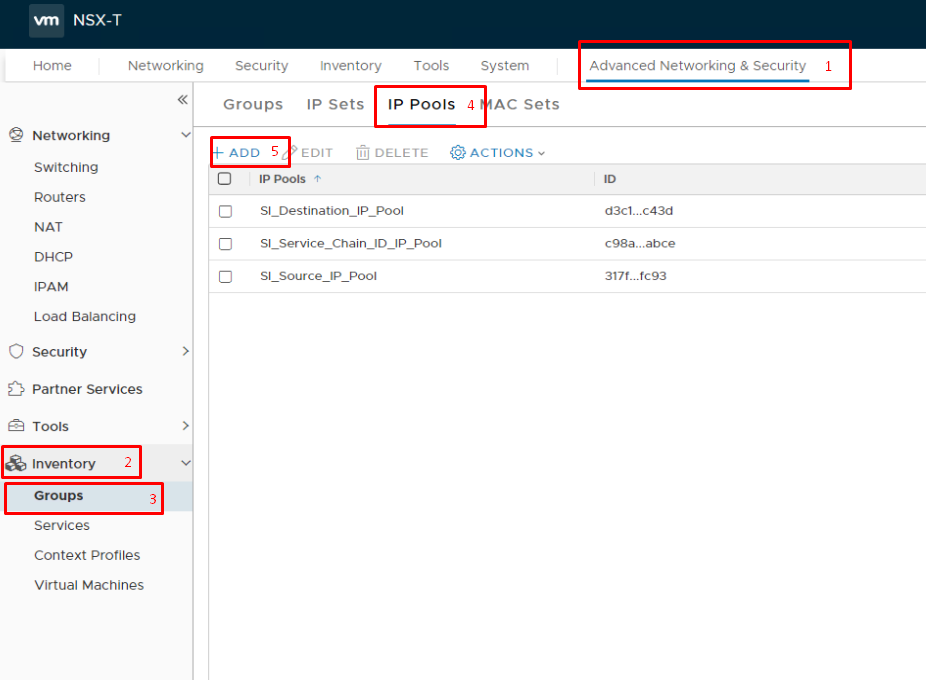 vm NSX-T
Home Networking Security Inventory Tools System Advanced Networking & Security 1
Groups IP Sets IP Pools 4 MAC Sets
+ ADD 5 EDIT DELETE ACTIONS
IP Pools ↑ ID
SI_Destination_IP_Pool d3c1...c43d
SI_Service_Chain_ID_IP_Pool c98a...abce
SI_Source_IP_Pool 317f...fc93
Networking
Switching
Routers
NAT
DHCP
IPAM
Load Balancing
Security
Partner Services
Tools
Inventory 2
Groups 3
Services
Context Profiles
Virtual Machines